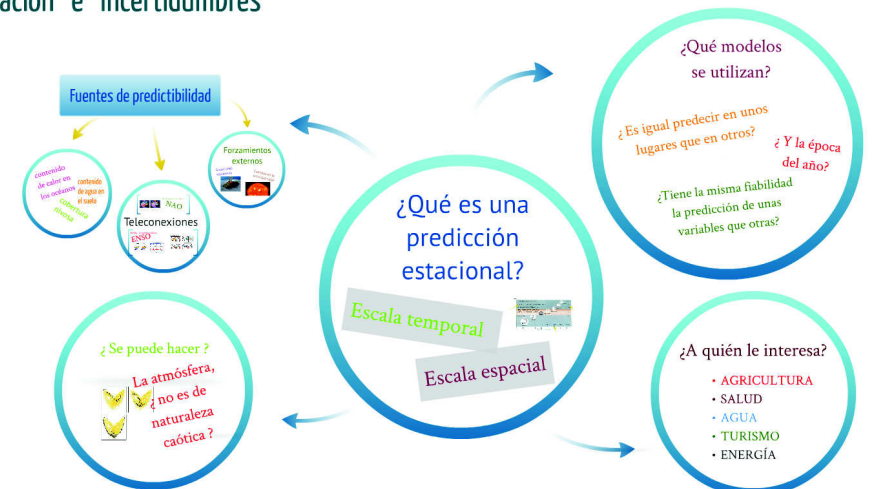 e incertidumbres
Fuentes de predictibilidad
contenido
de calor en
los océanos
contenido
de agua en
el suelo
cobertura
nivosa
NAO
Teleconexiones
ENSO
Forzamientos
externos
¿Qué es una
predicción
estacional?
Escala temporal
Escala espacial
¿Qué modelos
se utilizan?
¿Es igual predecir en unos
lugares que en otros?
¿Y la época
del año?
¿Tiene la misma fiabilidad
la predicción de unas
variables que otras?
¿Se puede hacer ?
La atmósfera,
¿ no es de
naturaleza
caótica ?
¿A quién le interesa?
• AGRICULTURA
• SALUD
• AGUA
• TURISMO
• ENERGÍA